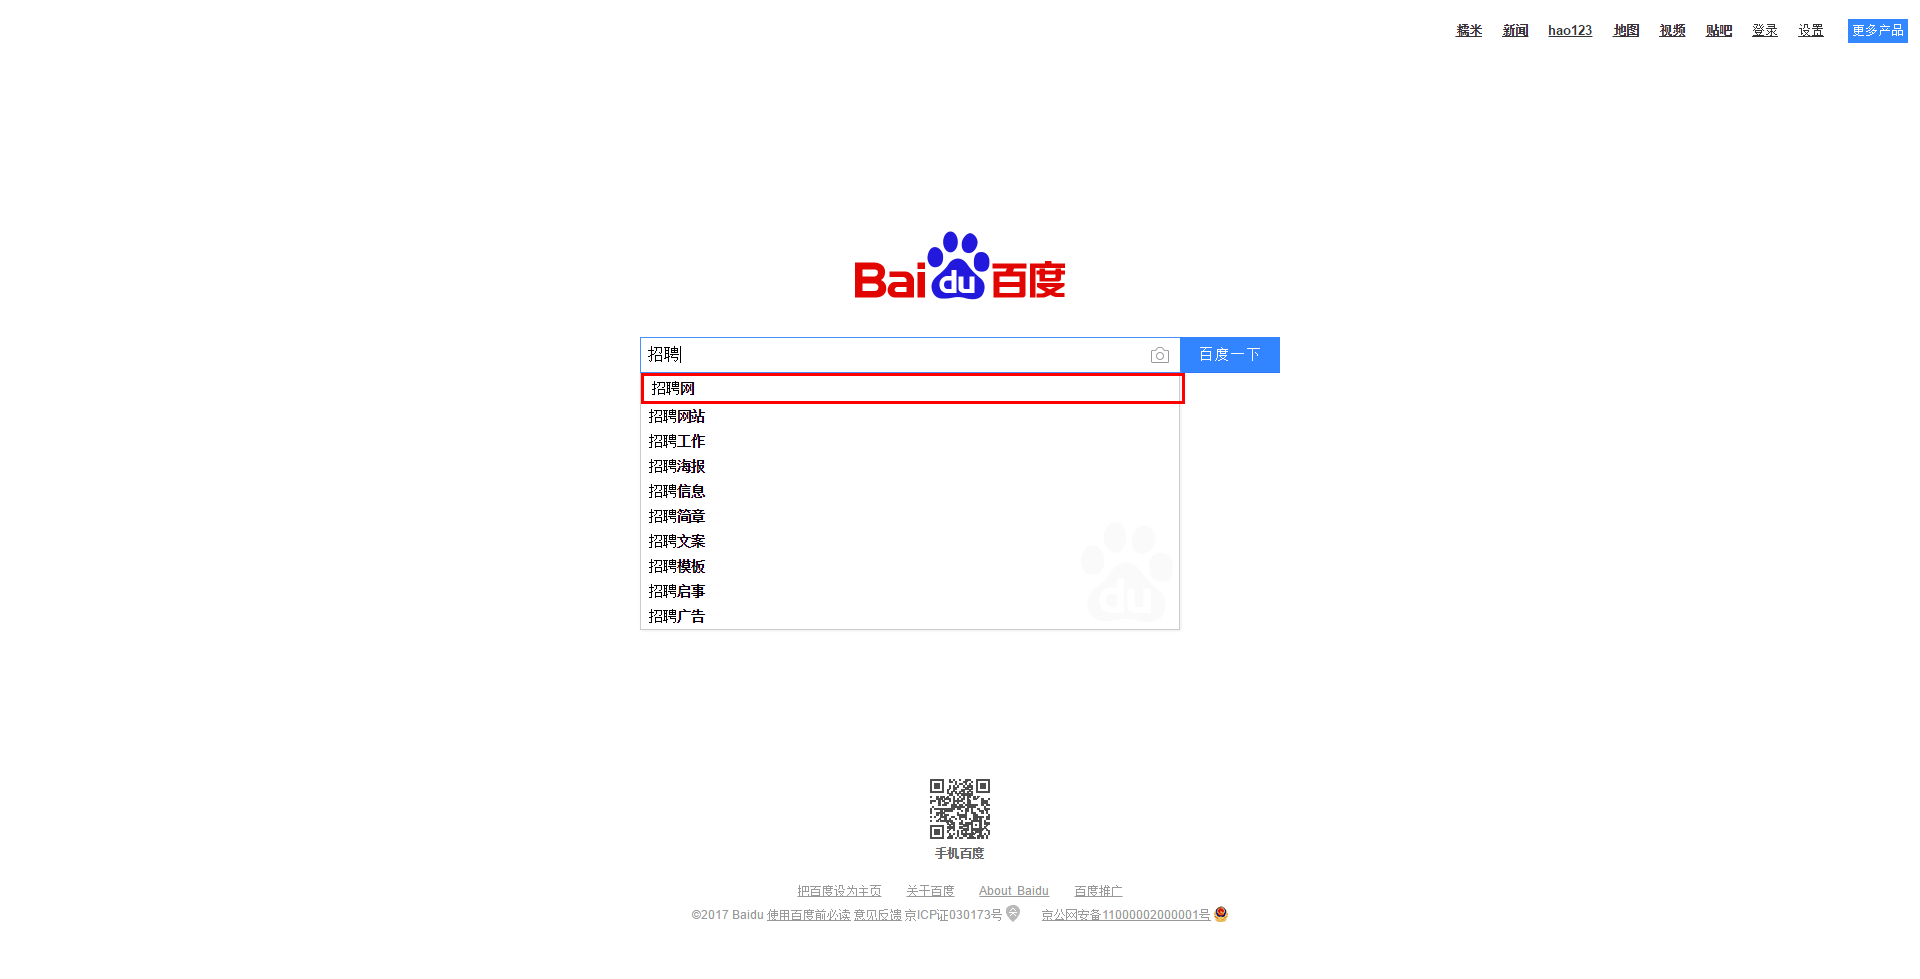 糯米 新闻 hao123 地图 视频 贴吧 登录 设置 更多产品
Baidu百度
招聘 百度一下
招聘网
招聘网站
招聘工作
招聘海报
招聘信息
招聘简章
招聘文案
招聘模板
招聘启事
招聘广告
du
手机百度
把百度设为主页 关于百度 About Baidu 百度推广
©2017 Baidu 使用百度前必读 意见反馈 京ICP证030173号 京公网安备11000002000001号